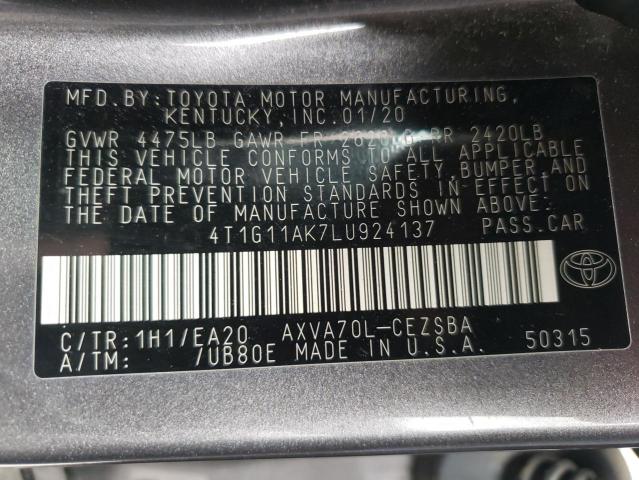 MFD.BY:TOYOTA MOTOR MANUFACTURING,
KENTUCKY, INC.01/20
GVWR 4475LB GAWR FR RR 2420LB
THIS VEHICLE CONFORMS TO ALL APPLICABLE
FEDERAL MOTOR VEHICLE SAFETY, BUMPER, AND
THEFT PREVENTION STANDARDS IN EFFECT ON
THE DATE OF MANUFACTURE SHOWN ABOVE.
4T1G11AK7LU924137 PASS.CAR
C/TR:1H1/EA20 AXVA70L-CEZSBA
A/TM: /UB80E MADE IN U.S.A. 50315